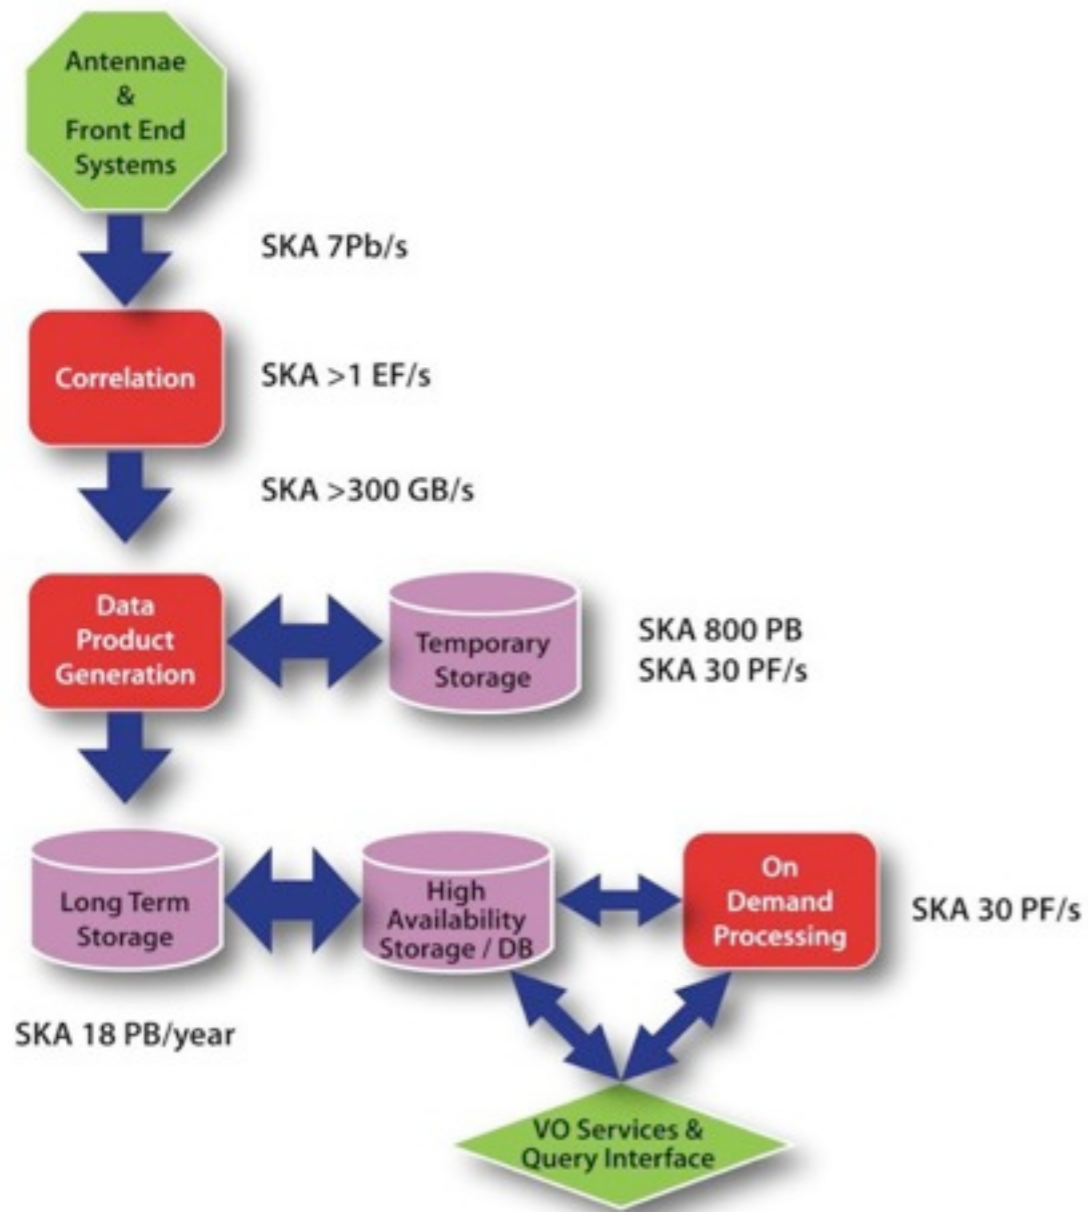 Antennae
&
Front End
Systems
SKA 7Pb/s
Correlation
SKA >1 EF/s
SKA >300 GB/s
Data
Product
Generation
Temporary
Storage
SKA 800 PB
SKA 30 PF/s
Long Term
Storage
High
Availability
Storage / DB
On
Demand
Processing
SKA 30 PF/s
SKA 18 PB/year
VO Services &
Query Interface